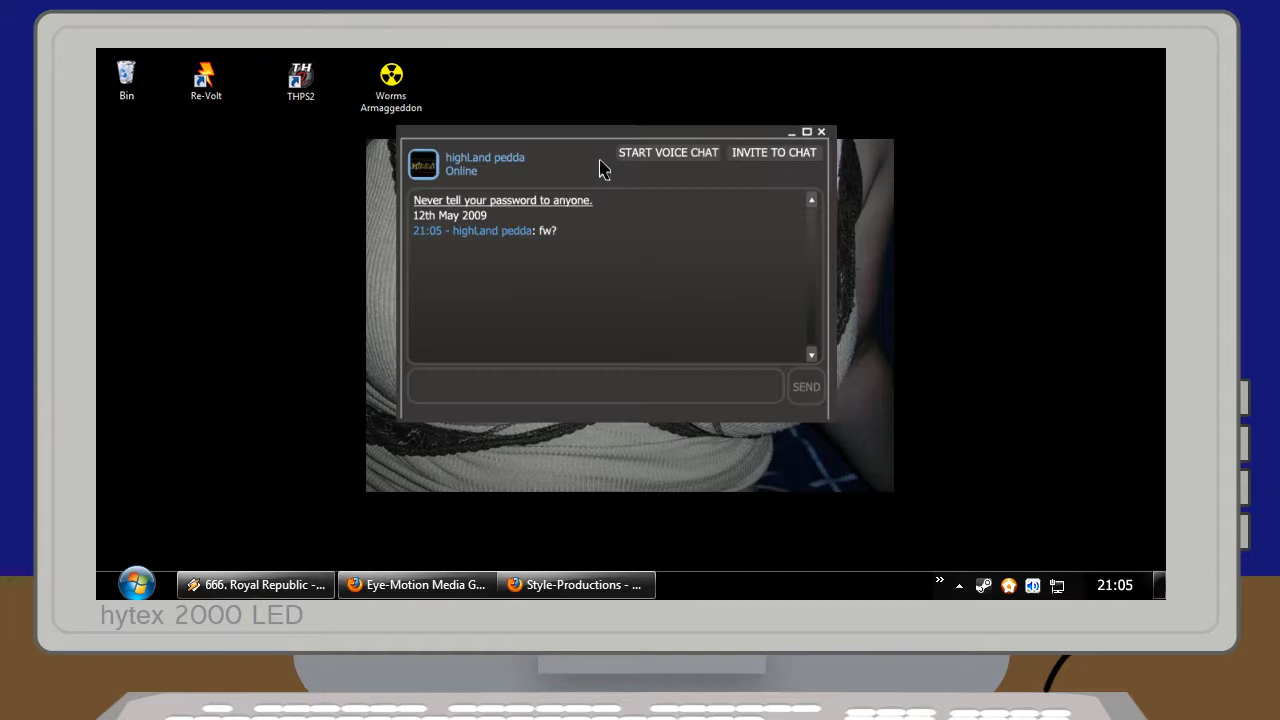 Bin
Re-Volt
THPS2
Worms
Armaggeddon
highLand pedda
Online
START VOICE CHAT
INVITE TO CHAT
Never tell your password to anyone.
12th May 2009
21:05 - highLand pedda: fw?
SEND
666. Royal Republic -...
Eye-Motion Media G...
Style-Productions - ...
21:05
hytex 2000 LED